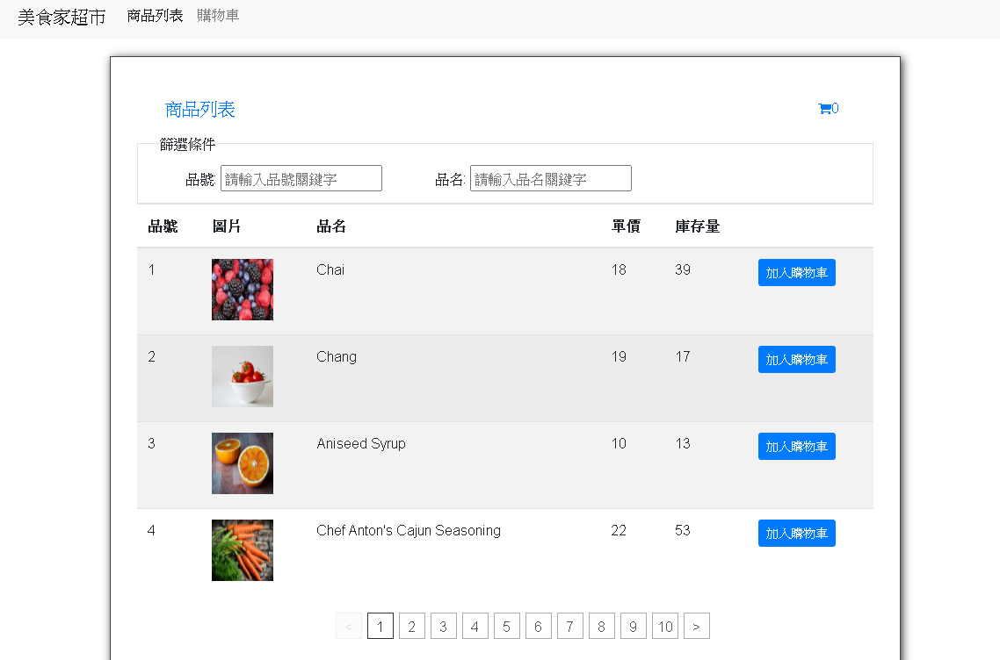 美食家超市 商品列表 購物車
商品列表 0
篩選條件
品號: 請輸入品號關鍵字 品名: 請輸入品名關鍵字
品號 圖片 品名 單價 庫存量
1 Chai 18 39 加入購物車
2 Chang 19 17 加入購物車
3 Aniseed Syrup 10 13 加入購物車
4 Chef Anton's Cajun Seasoning 22 53 加入購物車
< 1 2 3 4 5 6 7 8 9 10 >